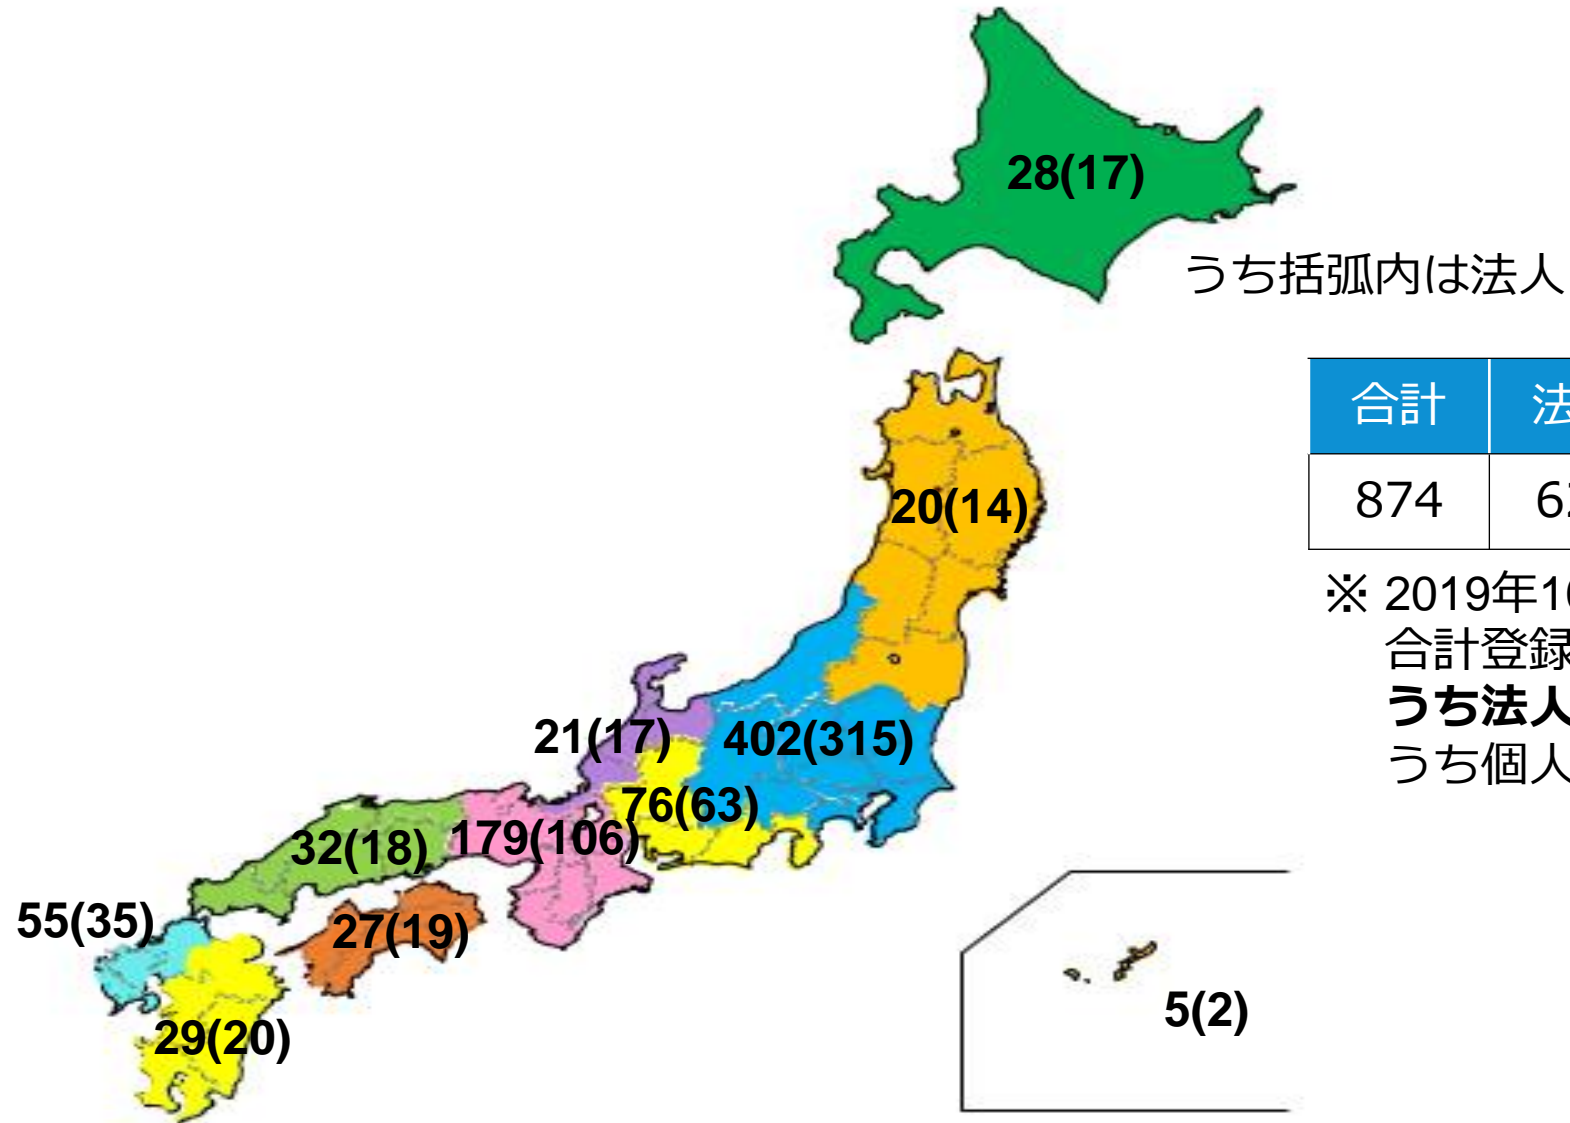 28(17)
うち括弧内は法人
合計
874
20(14)
※ 2019年
合計登録
うち法人
うち個人
21(17)
402(315)
76(63)
32(18)
179(106)
55(35)
27(19)
29(20)
5(2)